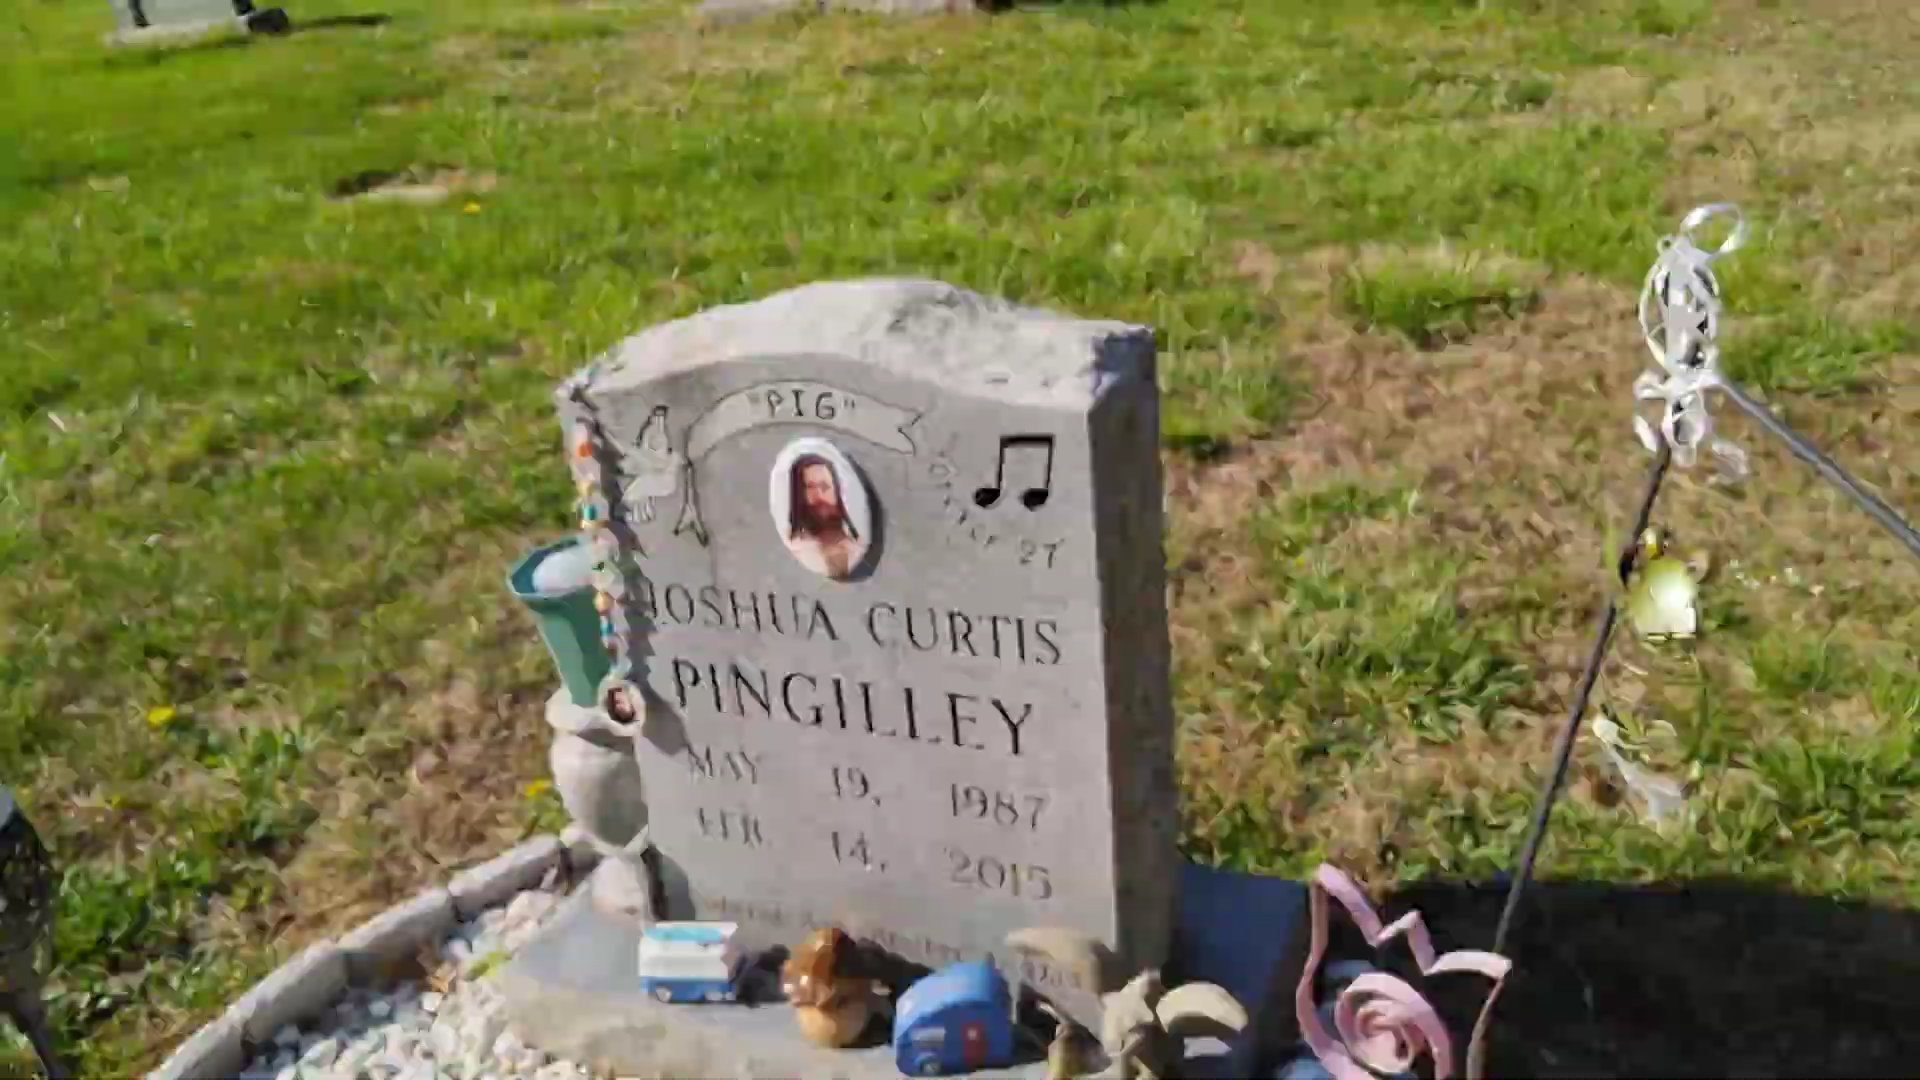 "PIG"
27
JOSHUA CURTIS
PINGILLEY
MAY 19, 1987
FEB. 14, 2015